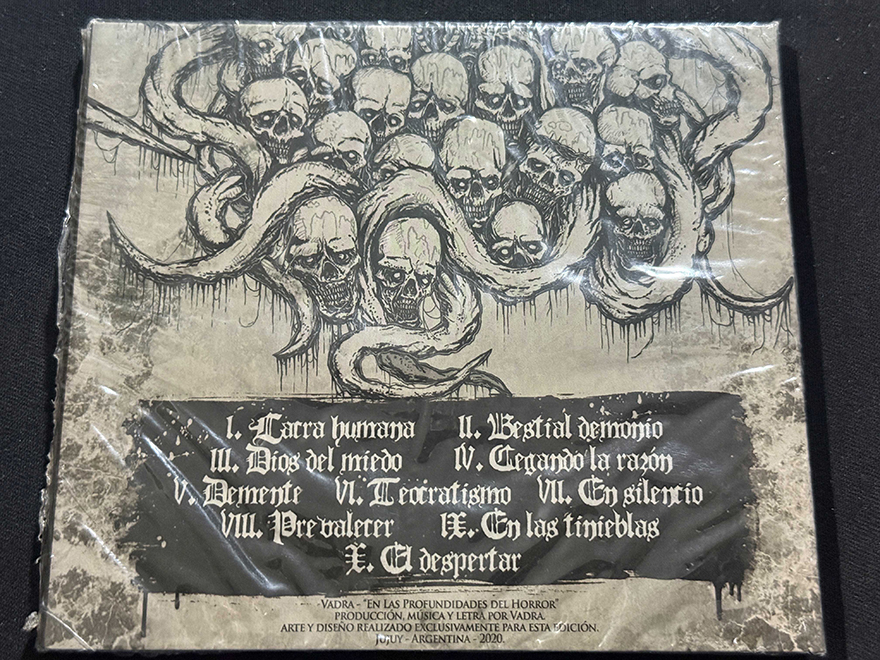 I. Lacra humana II. Bestial demonio
III. Dios del miedo IV. Cegando la razón
V. Demente VI. Teocratismo VII. En silencio
VIII. Prevalecer IX. En las tinieblas
X. El despertar
Vadra - "En las Profundidades del Horror"
producción, música y letra por Vadra.
Arte y diseño realizado exclusivamente para esta edición.
Jujuy - Argentina - 2020.